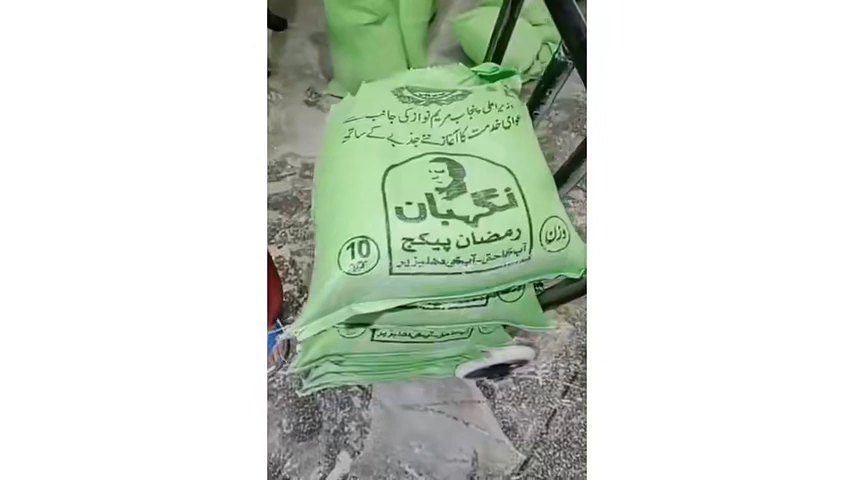 وزیراعلیٰ پنجاب مریم نواز کی جانب سے
عوامی خدمت کا آغاز نئے جذبے کے ساتھ
نگہبان
رمضان پیکج
آپ کا حق - آپ کی دہلیز پر
وزن
10